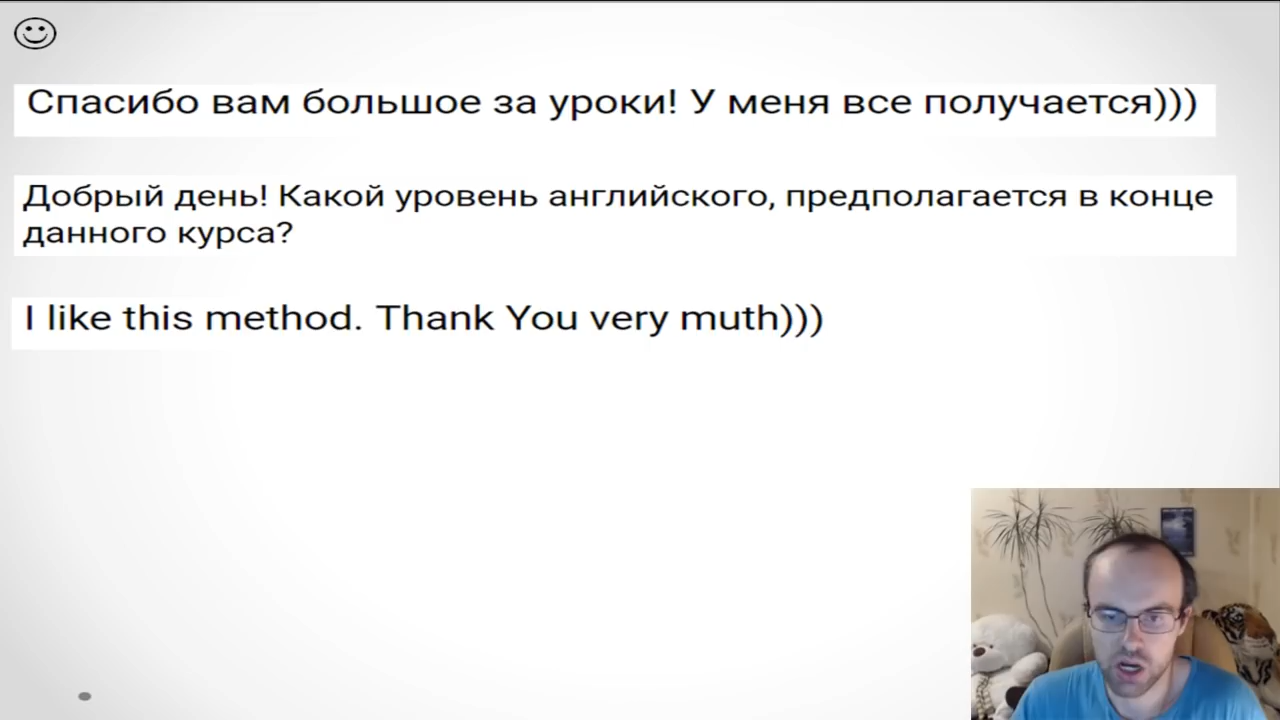 Спасибо вам большое за уроки! У меня все получается)))
Добрый день! Какой уровень английского, предполагается в конце
данного курса?
I like this method. Thank You very muth)))